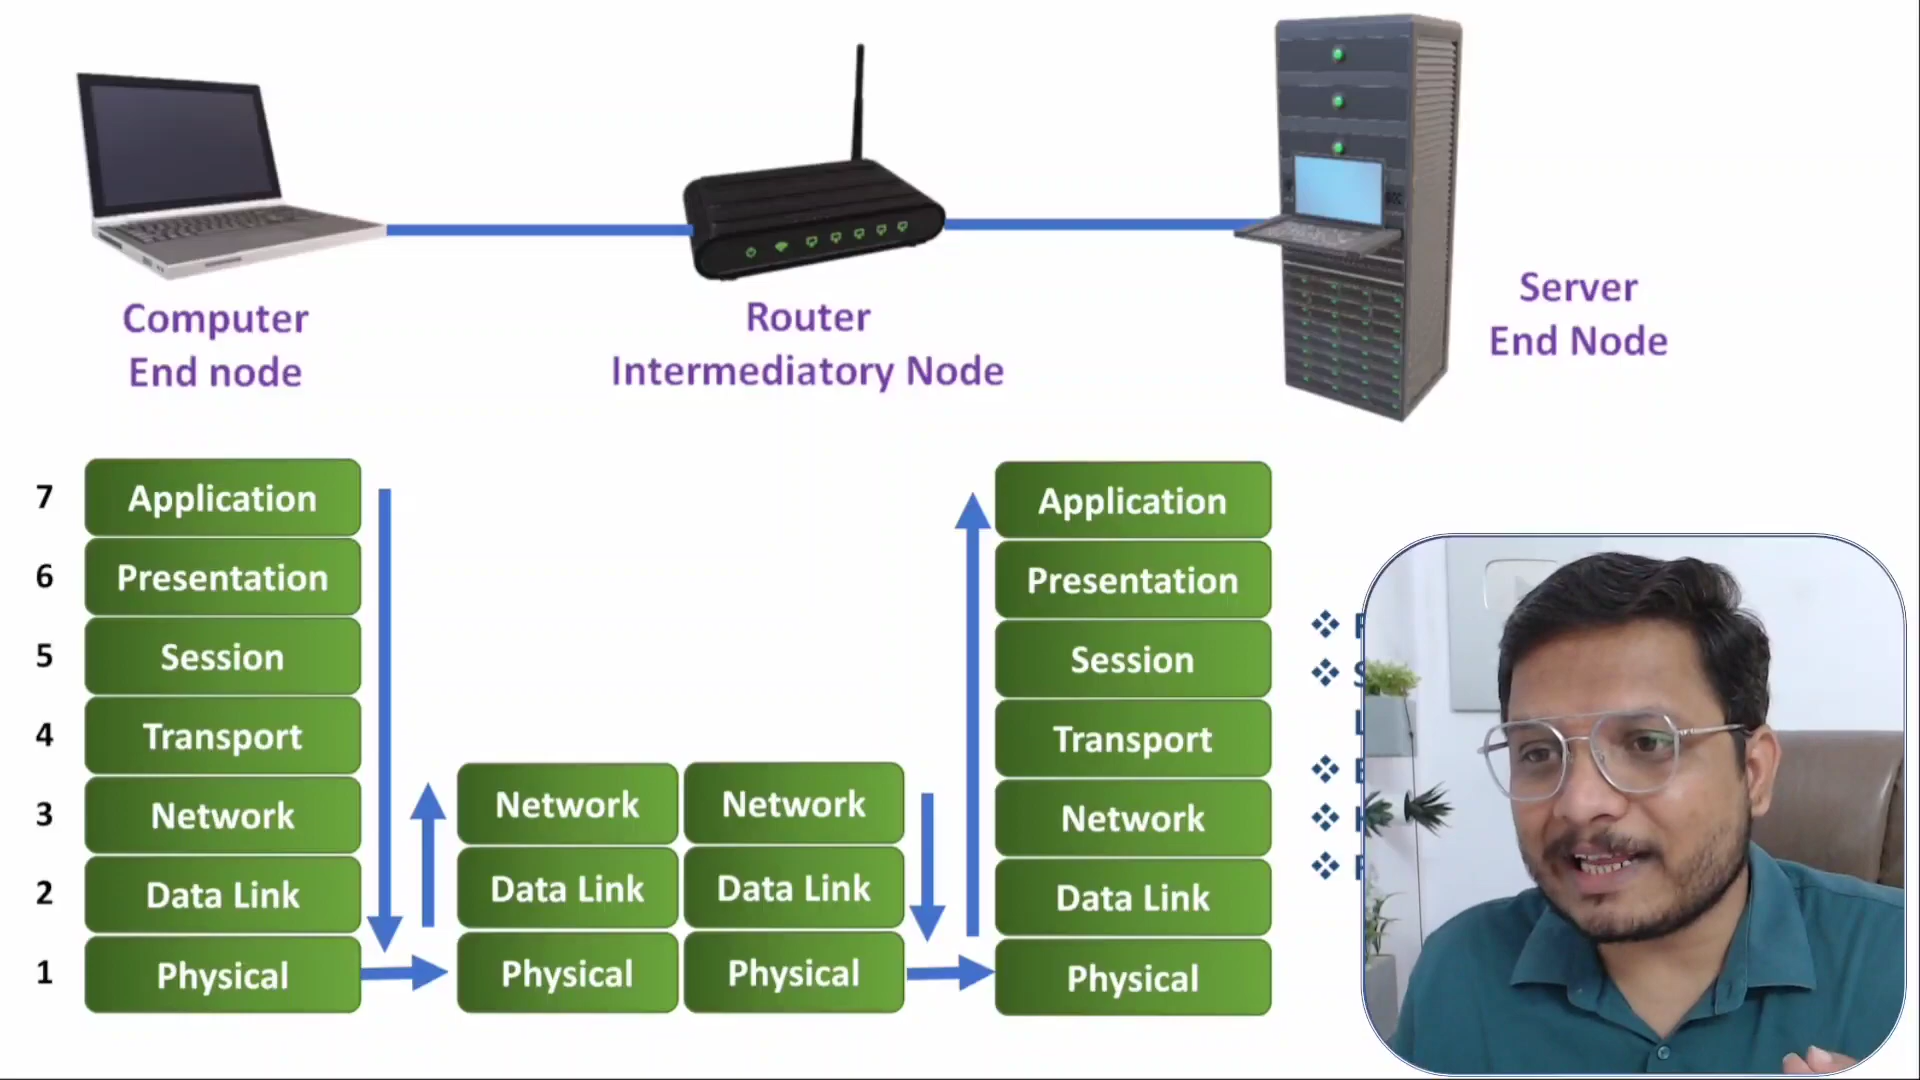 Computer
End node
Router
Intermediatory Node
Server
End Node
7 Application
6 Presentation
5 Session
4 Transport
3 Network
2 Data Link
1 Physical
Network Network
Data Link Data Link
Physical Physical
Application
Presentation
Session
Transport
Network
Data Link
Physical